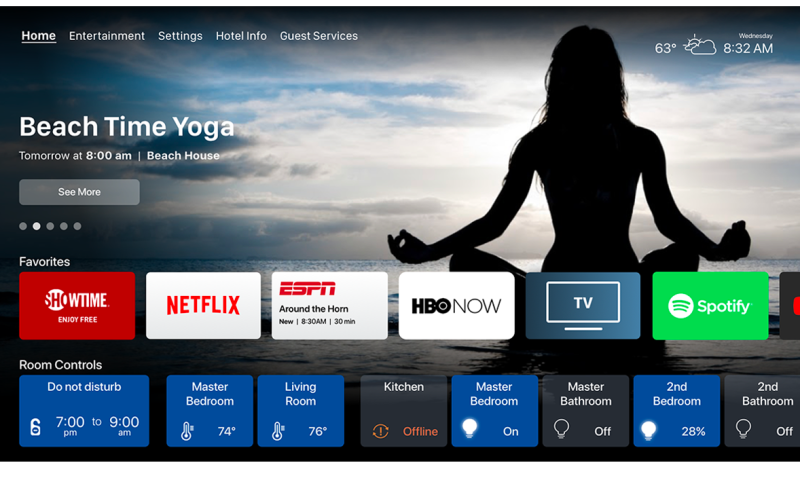 Home Entertainment Settings Hotel Info Guest Services
Wednesday
63° 8:32 AM
Beach Time Yoga
Tomorrow at 8:00 am | Beach House
See More
Favorites
SHOWTIME.
ENJOY FREE
NETFLIX
ESPN
Around the Horn
New | 8:30AM | 30 min
HBO NOW
TV
Spotify
Room Controls
Do not disturb
7:00 pm to 9:00 am
Master
Bedroom
74°
Living
Room
76°
Kitchen
Offline
Master
Bedroom
On
Master
Bathroom
Off
2nd
Bedroom
28%
2nd
Bathroom
Off